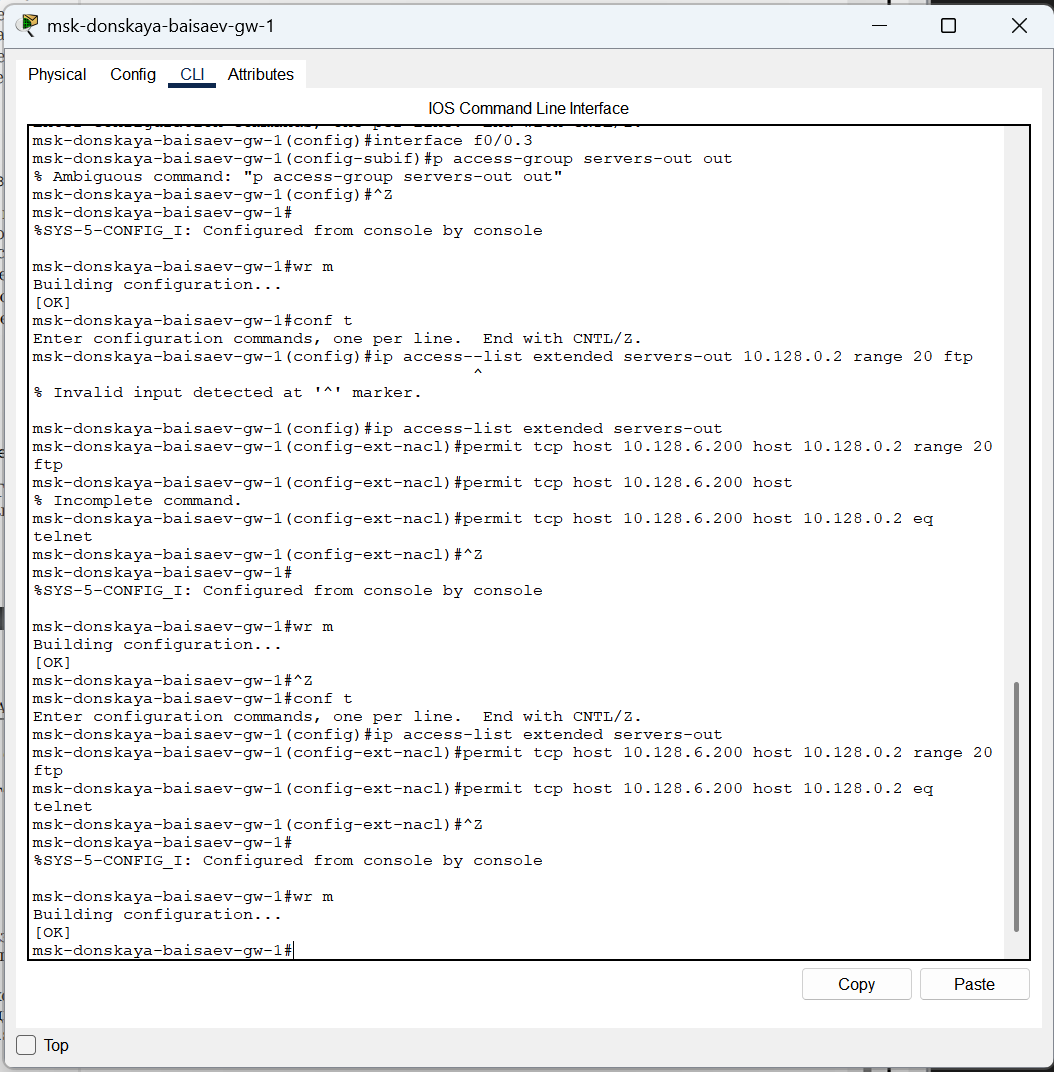 msk-donskaya-baisaev-gw-1
Physical Config CLI Attributes
IOS Command Line Interface
msk-donskaya-baisaev-gw-1(config)#interface f0/0.3
msk-donskaya-baisaev-gw-1(config-subif)#p access-group servers-out out
% Ambiguous command: "p access-group servers-out out"
msk-donskaya-baisaev-gw-1(config)#^Z
msk-donskaya-baisaev-gw-1#
%SYS-5-CONFIG_I: Configured from console by console
msk-donskaya-baisaev-gw-1#wr m
Building configuration...
[OK]
msk-donskaya-baisaev-gw-1#conf t
Enter configuration commands, one per line.  End with CNTL/Z.
msk-donskaya-baisaev-gw-1(config)#ip access--list extended servers-out 10.128.0.2 range 20 ftp
^
% Invalid input detected at '^' marker.
msk-donskaya-baisaev-gw-1(config)#ip access-list extended servers-out
msk-donskaya-baisaev-gw-1(config-ext-nacl)#permit tcp host 10.128.6.200 host 10.128.0.2 range 20
ftp
msk-donskaya-baisaev-gw-1(config-ext-nacl)#permit tcp host 10.128.6.200 host
% Incomplete command.
msk-donskaya-baisaev-gw-1(config-ext-nacl)#permit tcp host 10.128.6.200 host 10.128.0.2 eq
telnet
msk-donskaya-baisaev-gw-1(config-ext-nacl)#^Z
msk-donskaya-baisaev-gw-1#
%SYS-5-CONFIG_I: Configured from console by console
msk-donskaya-baisaev-gw-1#wr m
Building configuration...
[OK]
msk-donskaya-baisaev-gw-1#^Z
msk-donskaya-baisaev-gw-1#conf t
Enter configuration commands, one per line.  End with CNTL/Z.
msk-donskaya-baisaev-gw-1(config)#ip access-list extended servers-out
msk-donskaya-baisaev-gw-1(config-ext-nacl)#permit tcp host 10.128.6.200 host 10.128.0.2 range 20
ftp
msk-donskaya-baisaev-gw-1(config-ext-nacl)#permit tcp host 10.128.6.200 host 10.128.0.2 eq
telnet
msk-donskaya-baisaev-gw-1(config-ext-nacl)#^Z
msk-donskaya-baisaev-gw-1#
%SYS-5-CONFIG_I: Configured from console by console
msk-donskaya-baisaev-gw-1#wr m
Building configuration...
[OK]
msk-donskaya-baisaev-gw-1#
Copy Paste
Top